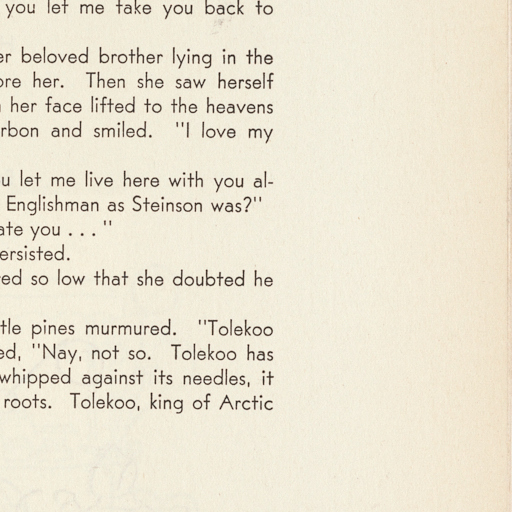 you let me take you back to
er beloved brother lying in the
ore her. Then she saw herself
her face lifted to the heavens
rbon and smiled. "I love my
u let me live here with you al-
Englishman as Steinson was?"
ate you . . . "
ersisted.
ed so low that she doubted he
tle pines murmured. "Tolekoo
ed, "Nay, not so. Tolekoo has
whipped against its needles, it
roots. Tolekoo, king of Arctic